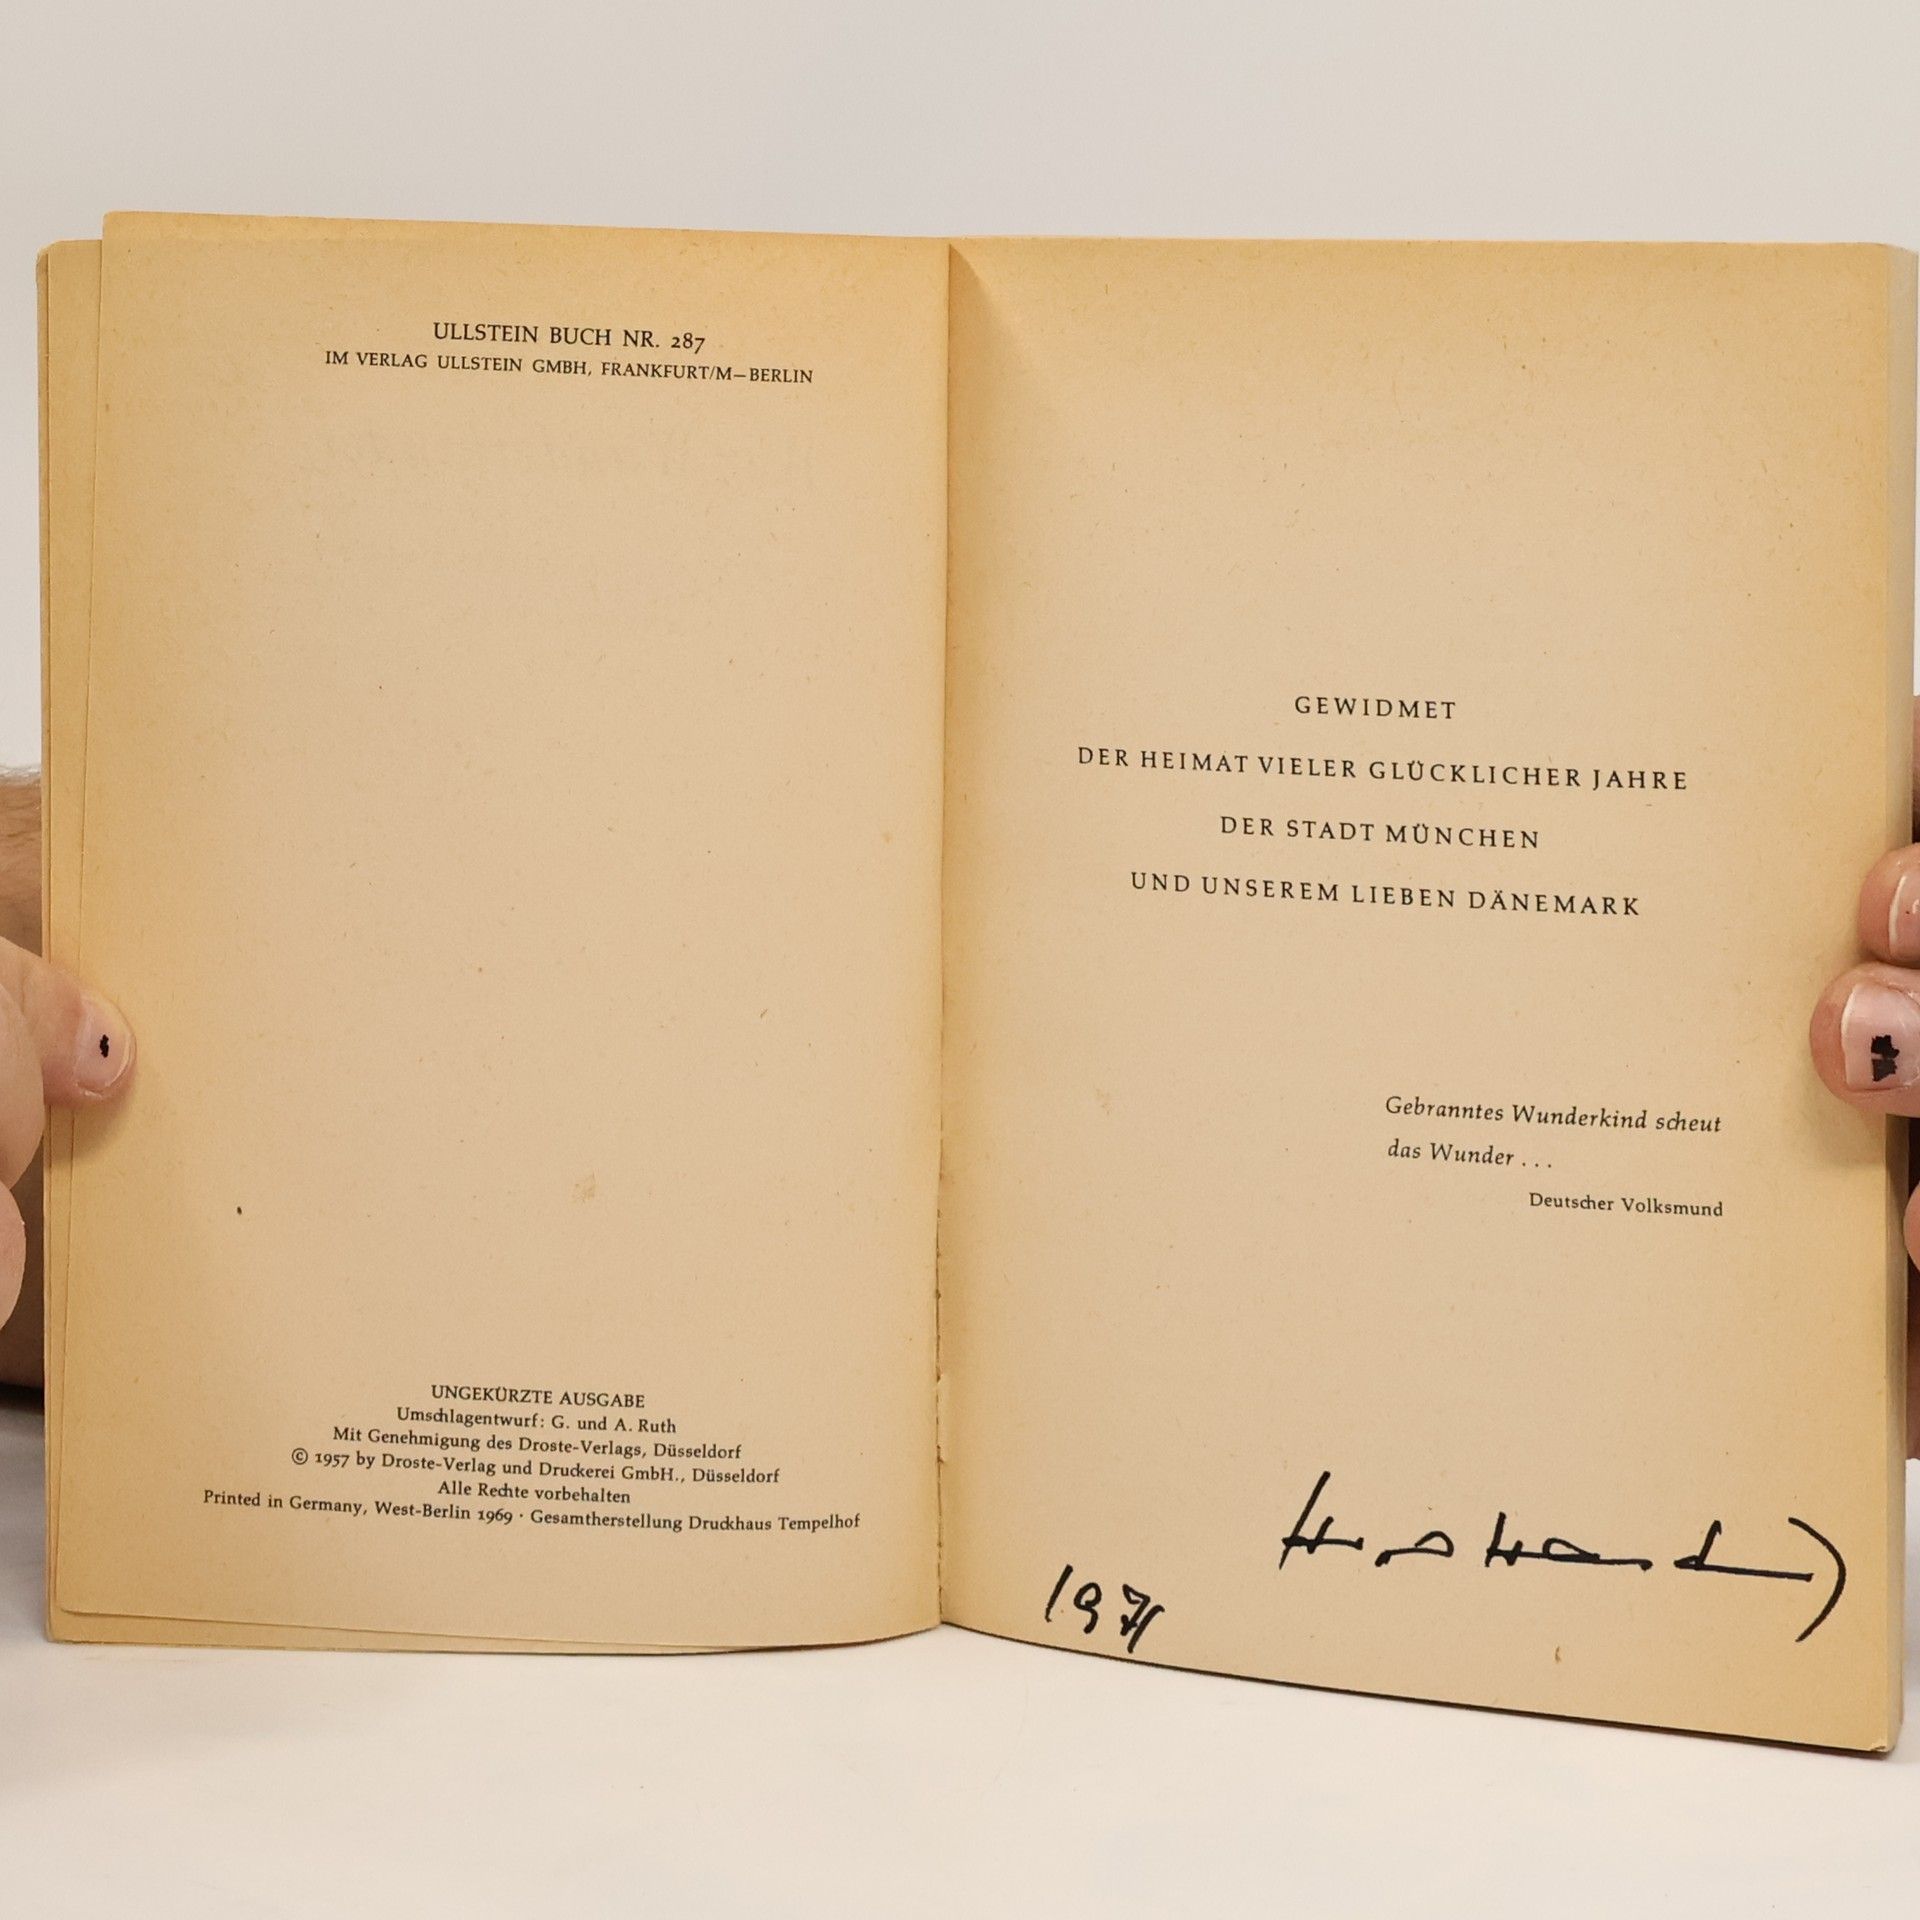 ULLSTEIN BUCH NR. 287
IM VERLAG ULLSTEIN GMBH, FRANKFURT/M—BERLIN
UNGEKÜRZTE AUSGABE
Umschlagentwurf: G. und A. Ruth
Mit Genehmigung des Droste-Verlags, Düsseldorf
© 1957 by Droste-Verlag und Druckerei GmbH., Düsseldorf
Alle Rechte vorbehalten
Printed in Germany, West-Berlin 1969 · Gesamtherstellung Druckhaus Tempelhof
GEWIDMET
DER HEIMAT VIELER GLÜCKLICHER JAHRE
DER STADT MÜNCHEN
UND UNSEREM LIEBEN DÄNEMARK
Gebranntes Wunderkind scheut
das Wunder . . .
Deutscher Volksmund
1971